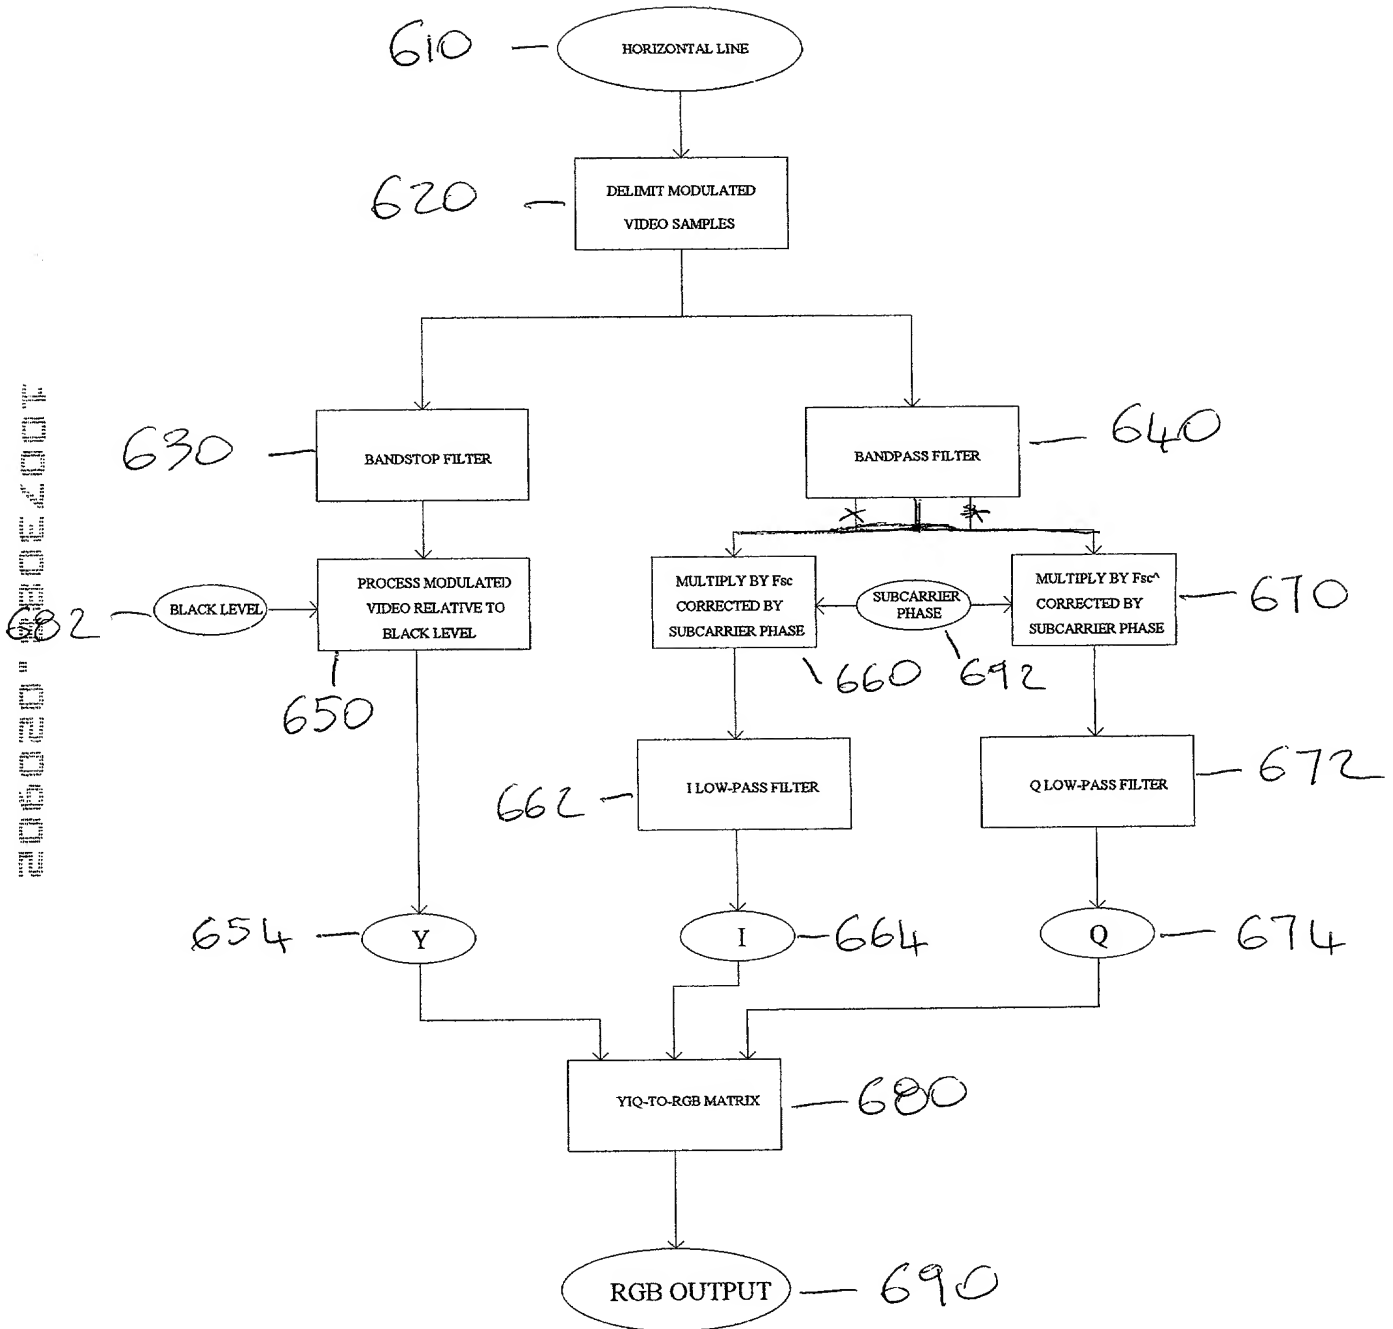 610
HORIZONTAL LINE
620
DELIMIT MODULATED
VIDEO SAMPLES
630
BANDSTOP FILTER
BANDPASS FILTER
640
682
BLACK LEVEL
PROCESS MODULATED
VIDEO RELATIVE TO
BLACK LEVEL
650
MULTIPLY BY Fsc
CORRECTED BY
SUBCARRIER PHASE
660
SUBCARRIER
PHASE
692
MULTIPLY BY Fsc^
CORRECTED BY
SUBCARRIER PHASE
670
662
I LOW-PASS FILTER
Q LOW-PASS FILTER
672
654
Y
I
664
Q
674
YIQ-TO-RGB MATRIX
680
RGB OUTPUT
690